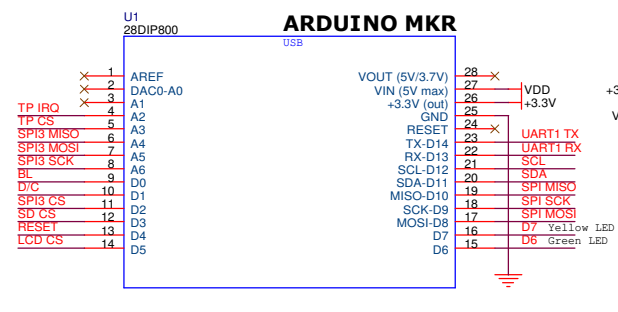 U1
28DIP800
ARDUINO MKR
USB
1 AREF
2 DAC0-A0
3 A1
TP IRQ 4 A2
TP CS 5 A3
SPI3 MISO 6 A4
SPI3 MOSI 7 A5
SPI3 SCK 8 A6
BL 9 D0
D/C 10 D1
SPI3 CS 11 D2
SD CS 12 D3
RESET 13 D4
LCD CS 14 D5
VOUT (5V/3.7V) 28
VIN (5V max) 27 VDD
+3.3V (out) 26 +3.3V
GND 25
RESET 24
TX-D14 23 UART1 TX
RX-D13 22 UART1 RX
SCL-D12 21 SCL
SDA-D11 20 SDA
MISO-D10 19 SPI MISO
SCK-D9 18 SPI SCK
MOSI-D8 17 SPI MOSI
D7 16 D7 Yellow LED
D6 15 D6 Green LED